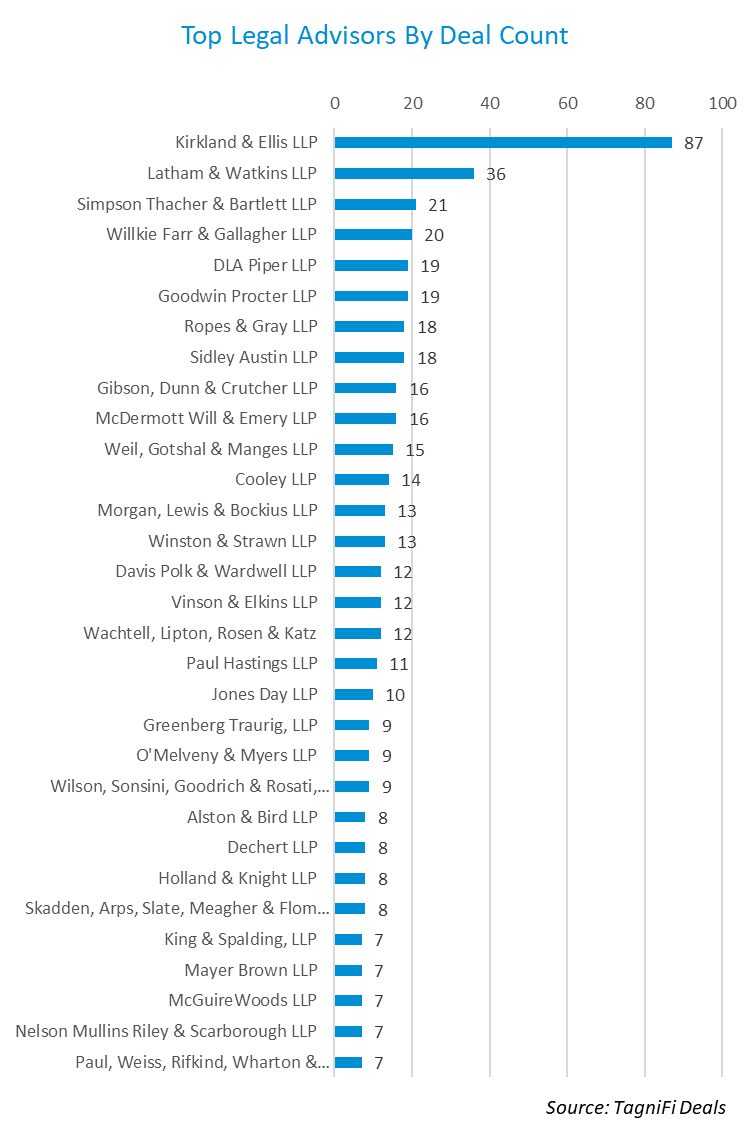 Top Legal Advisors By Deal Count
0 20 40 60 80 100
Kirkland & Ellis LLP 87
Latham & Watkins LLP 36
Simpson Thacher & Bartlett LLP 21
Willkie Farr & Gallagher LLP 20
DLA Piper LLP 19
Goodwin Procter LLP 19
Ropes & Gray LLP 18
Sidley Austin LLP 18
Gibson, Dunn & Crutcher LLP 16
McDermott Will & Emery LLP 16
Weil, Gotshal & Manges LLP 15
Cooley LLP 14
Morgan, Lewis & Bockius LLP 13
Winston & Strawn LLP 13
Davis Polk & Wardwell LLP 12
Vinson & Elkins LLP 12
Wachtell, Lipton, Rosen & Katz 12
Paul Hastings LLP 11
Jones Day LLP 10
Greenberg Traurig, LLP 9
O'Melveny & Myers LLP 9
Wilson, Sonsini, Goodrich & Rosati,... 9
Alston & Bird LLP 8
Dechert LLP 8
Holland & Knight LLP 8
Skadden, Arps, Slate, Meagher & Flom... 8
King & Spalding, LLP 7
Mayer Brown LLP 7
McGuireWoods LLP 7
Nelson Mullins Riley & Scarborough LLP 7
Paul, Weiss, Rifkind, Wharton &... 7
Source: TagniFi Deals